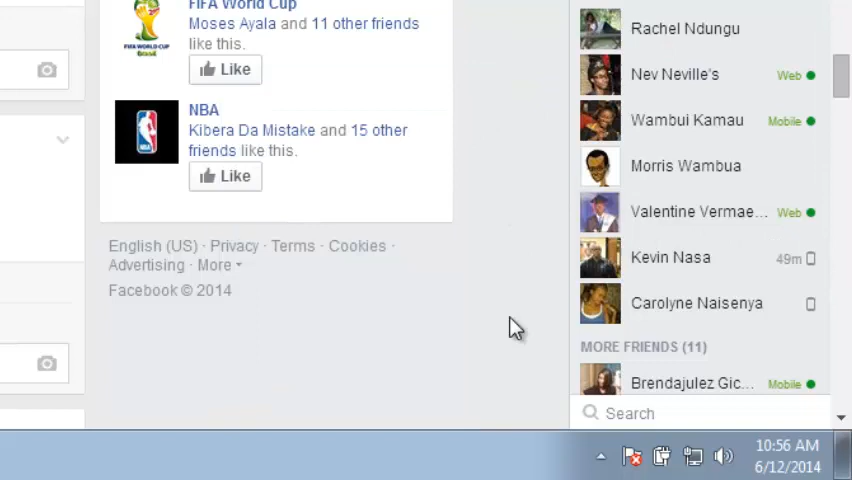 FIFA World Cup
Moses Ayala and 11 other friends
like this.
Like
NBA
Kibera Da Mistake and 15 other
friends like this.
Like
English (US) · Privacy · Terms · Cookies ·
Advertising · More
Facebook © 2014
Rachel Ndungu
Nev Neville's Web
Wambui Kamau Mobile
Morris Wambua
Valentine Vermae... Web
Kevin Nasa 49m
Carolyne Naisenya
MORE FRIENDS (11)
Brendajulez Gic... Mobile
Search
10:56 AM
6/12/2014